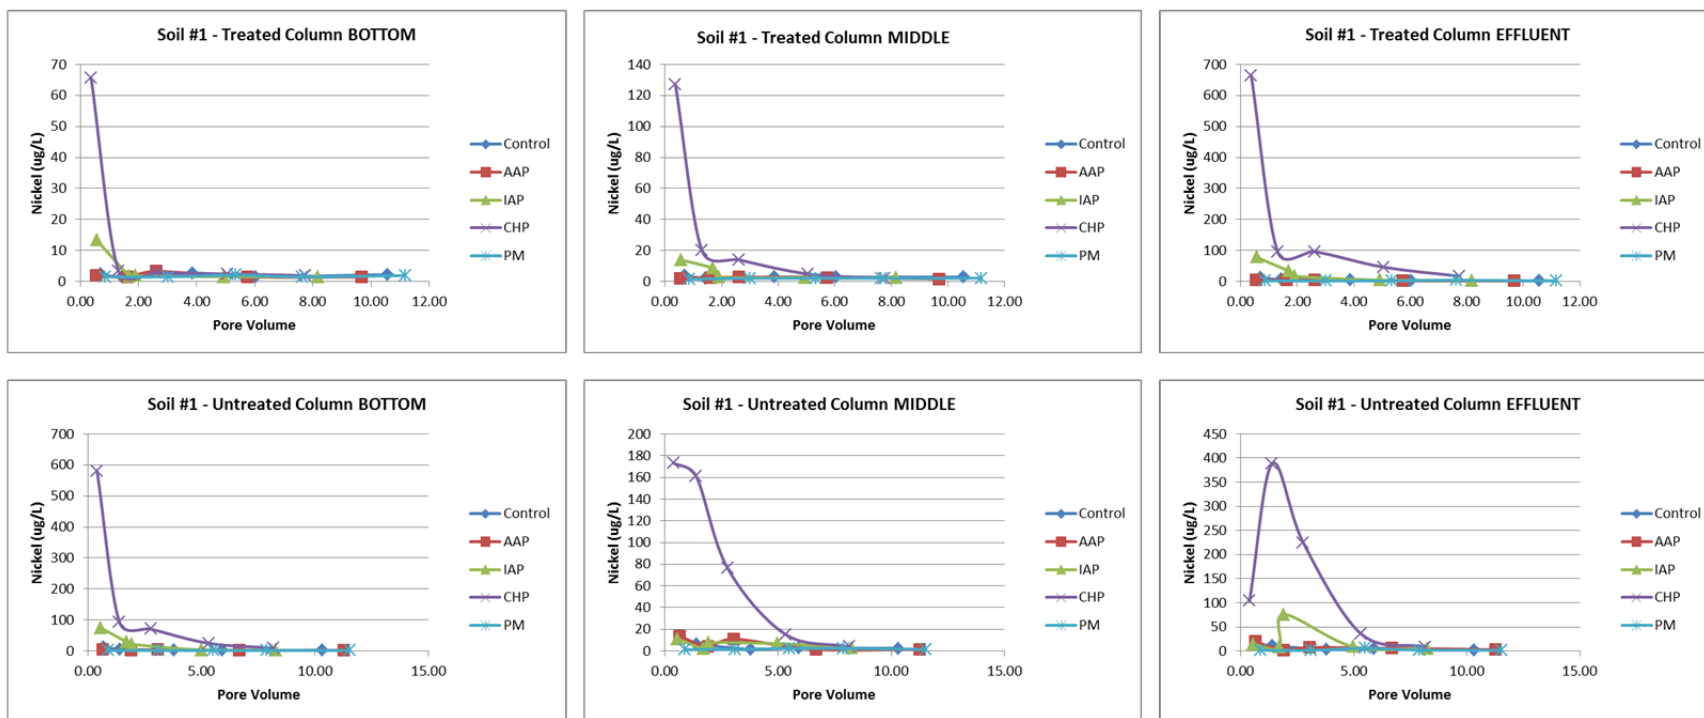 Soil #1 - Treated Column BOTTOM
70
60
50
40
30
20
10
0
0.00 2.00 4.00 6.00 8.00 10.00 12.00
Nickel (ug/L)
Pore Volume
Control
AAP
IAP
CHP
PM
Soil #1 - Treated Column MIDDLE
140
120
100
80
60
40
20
0
0.00 2.00 4.00 6.00 8.00 10.00 12.00
Nickel (ug/L)
Pore Volume
Control
AAP
IAP
CHP
PM
Soil #1 - Treated Column EFFLUENT
700
600
500
400
300
200
100
0
0.00 2.00 4.00 6.00 8.00 10.00 12.00
Nickel (ug/L)
Pore Volume
Control
AAP
IAP
CHP
PM
Soil #1 - Untreated Column BOTTOM
700
600
500
400
300
200
100
0
0.00 5.00 10.00 15.00
Nickel (ug/L)
Pore Volume
Control
AAP
IAP
CHP
PM
Soil #1 - Untreated Column MIDDLE
200
180
160
140
120
100
80
60
40
20
0
0.00 5.00 10.00 15.00
Nickel (ug/L)
Pore Volume
Control
AAP
IAP
CHP
PM
Soil #1 - Untreated Column EFFLUENT
450
400
350
300
250
200
150
100
50
0
0.00 5.00 10.00 15.00
Nickel (ug/L)
Pore Volume
Control
AAP
IAP
CHP
PM